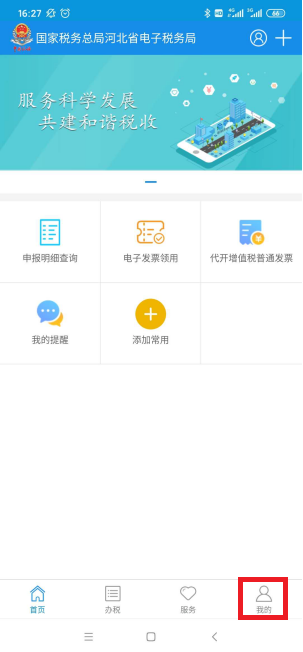 16:27
4G
3G
66
国家税务总局河北省电子税务局
服务科学发展
共建和谐税收
申报明细查询
电子发票领用
代开增值税普通发票
我的提醒
添加常用
首页
办税
服务
我的